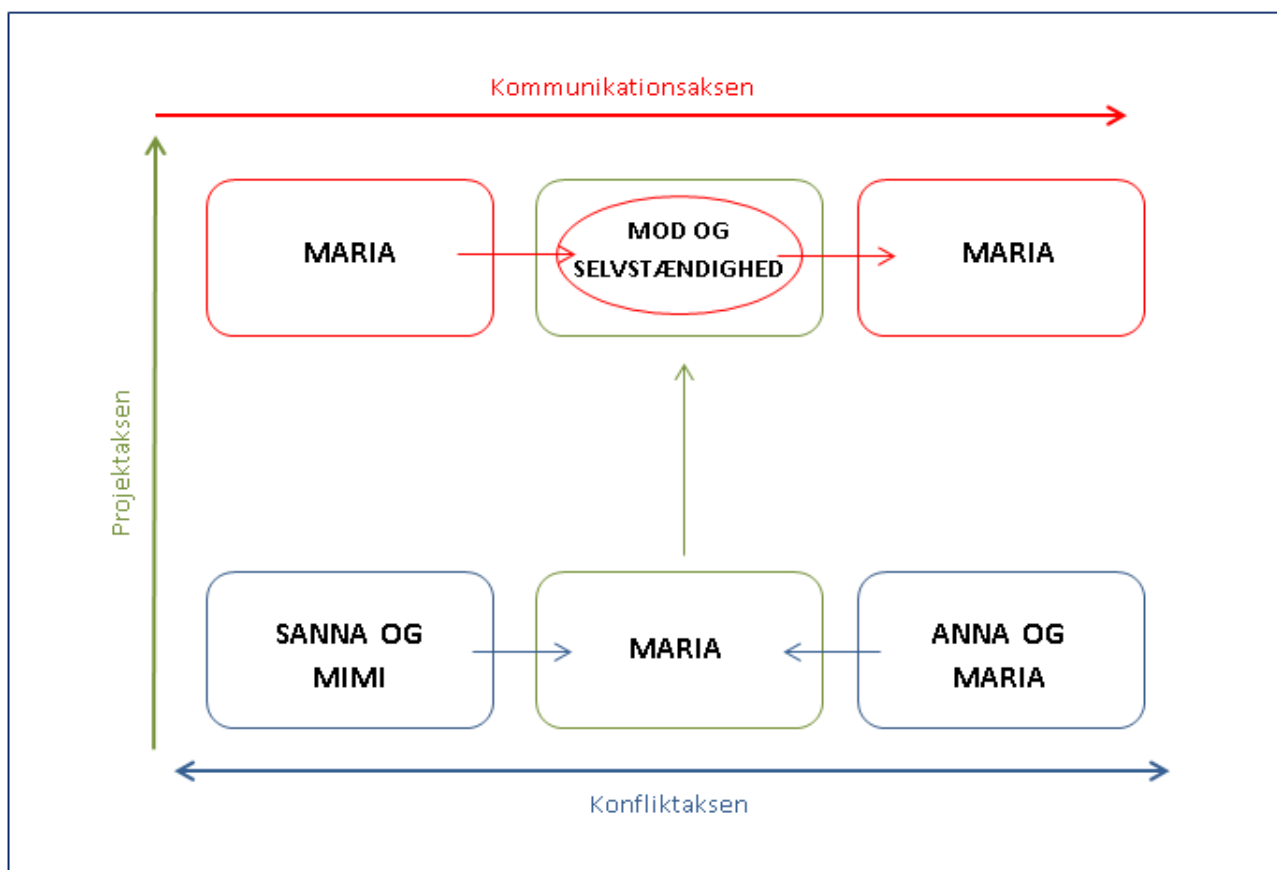 Kommunikationsaksen
MARIA
MOD OG
SELVSTÆNDIGHED
MARIA
Projektaksen
SANNA OG
MIMI
MARIA
ANNA OG
MARIA
Konfliktaksen